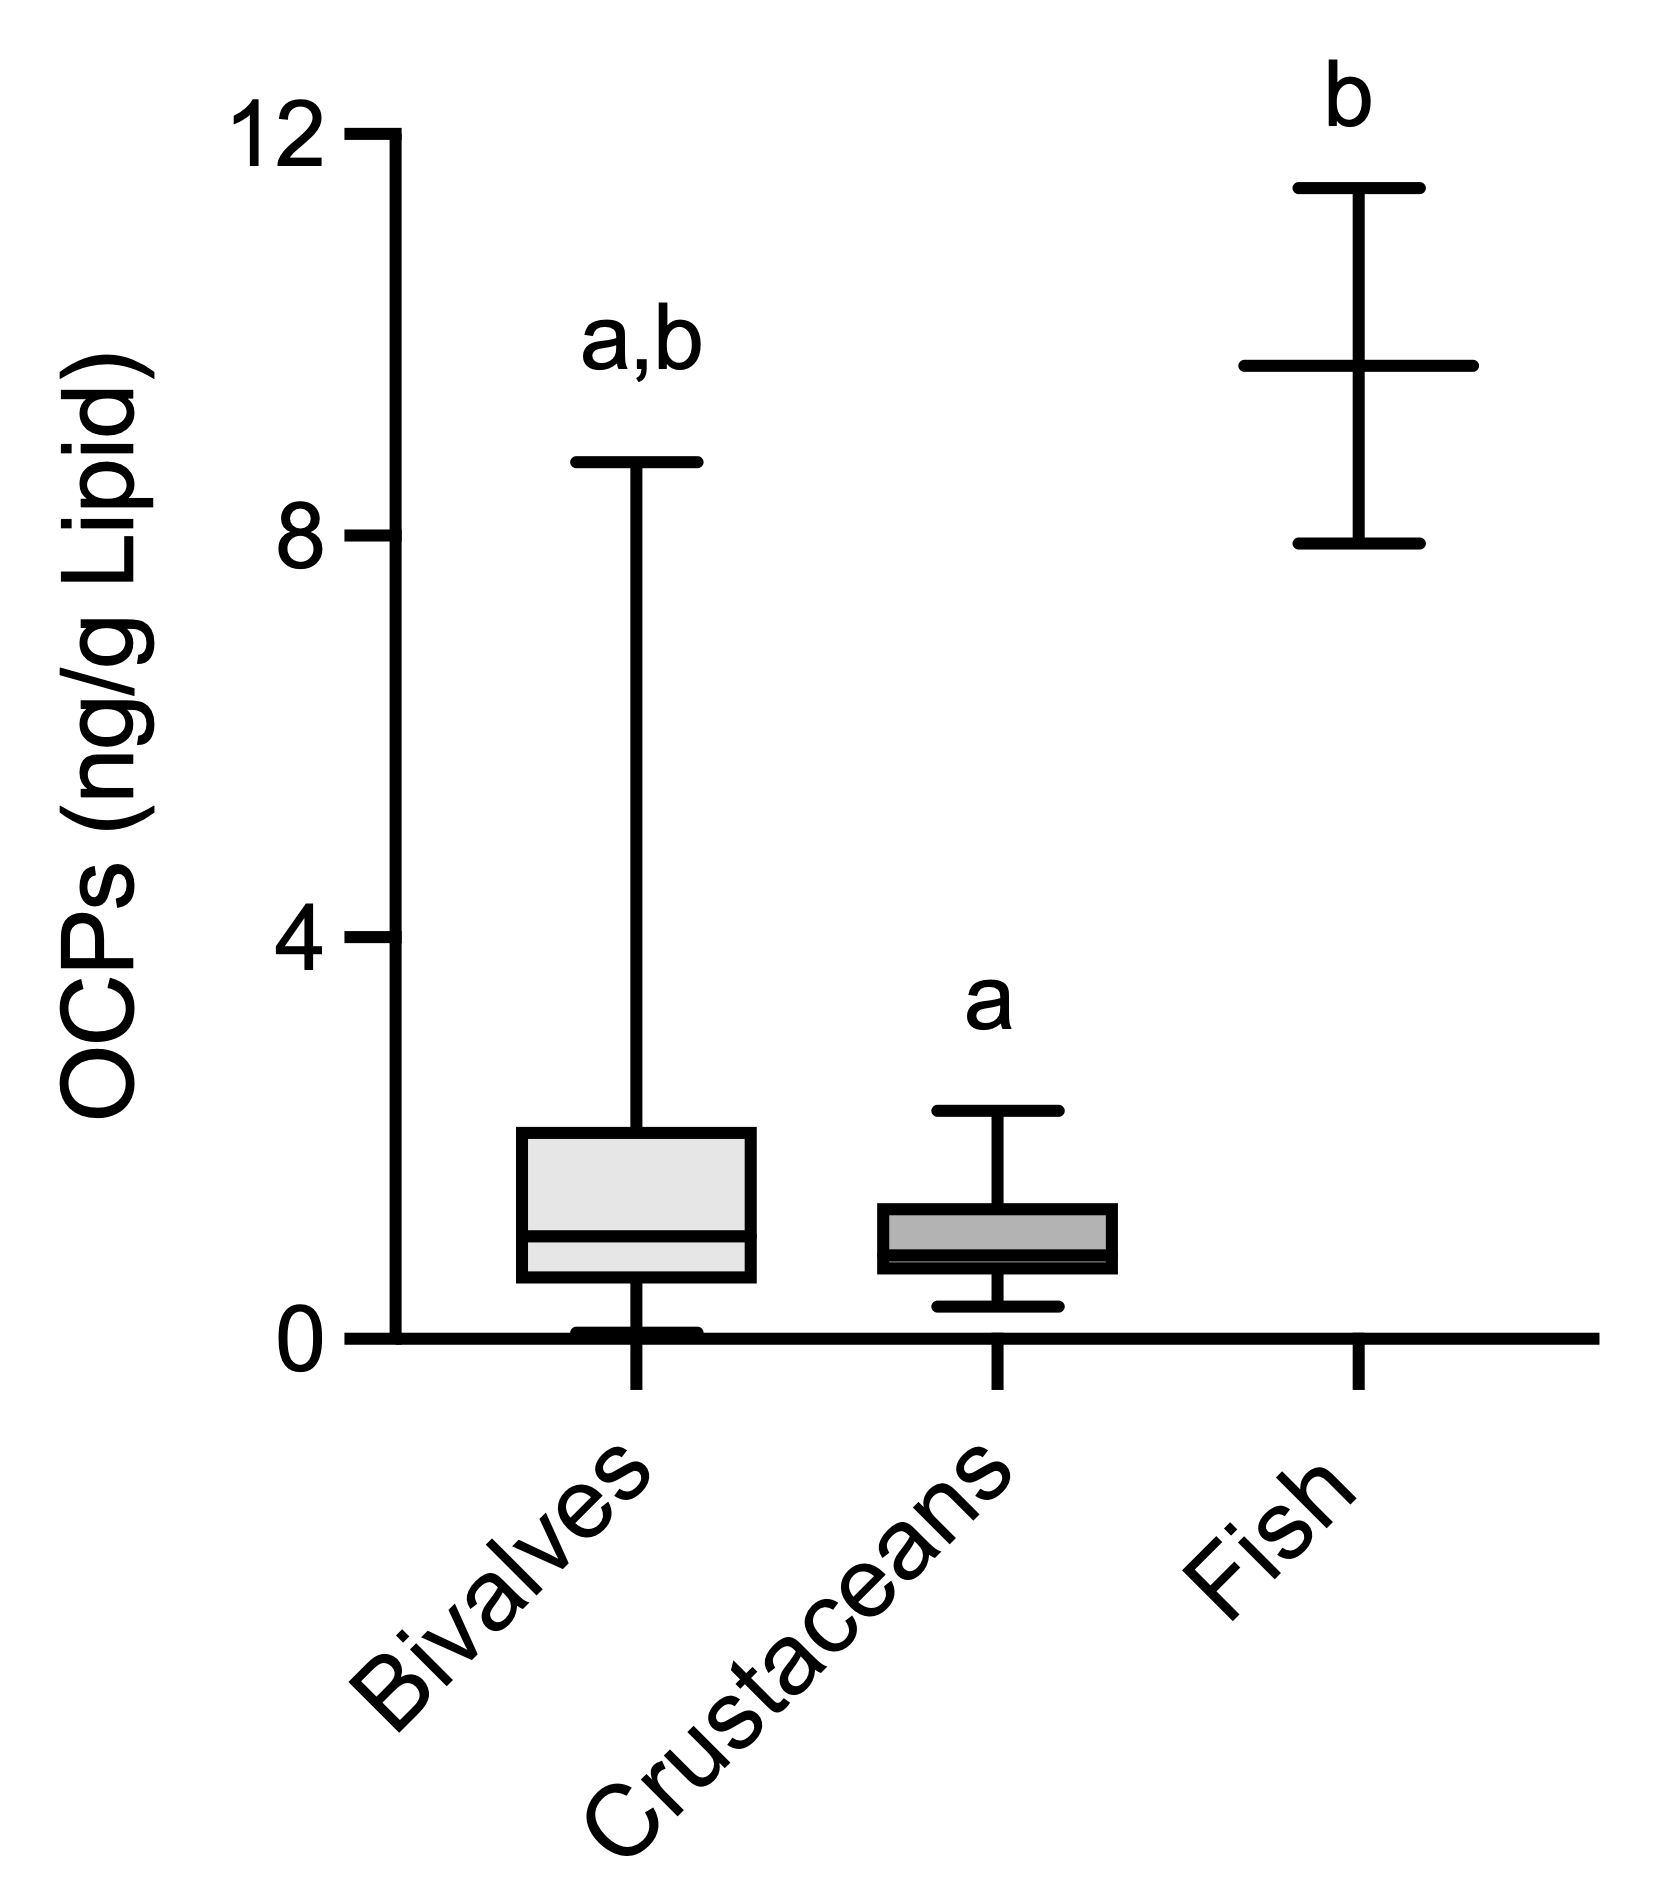 OCPs (ng/g Lipid)
12
8
4
0
a,b
a
b
Bivalves
Crustaceans
Fish